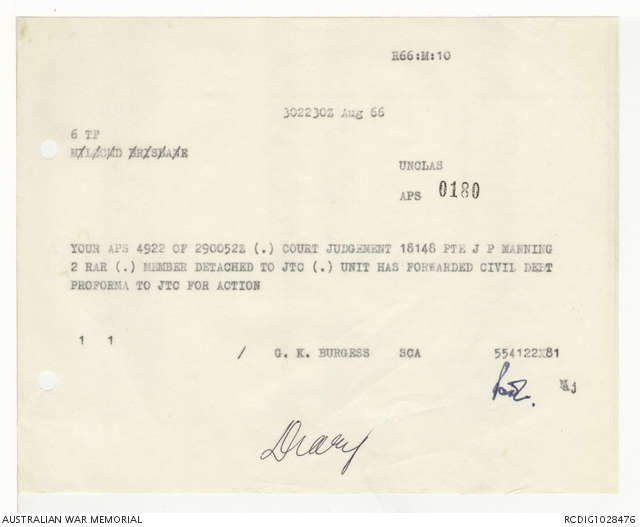 R66:M:10
302230Z Aug 66
6 TF
MIL CMD BRISBANE
UNCLAS
APS 0180
YOUR APS 4922 OF 290052Z (.) COURT JUDGEMENT 18148 PTE J P MANNING
2 RAR (.) MEMBER DETACHED TO JTC (.) UNIT HAS FORWARDED CIVIL DEBT
PROFORMA TO JTC FOR ACTION
1 1
/ G. K. BURGESS SCA 554122X81
Maj
Diary
AUSTRALIAN WAR MEMORIAL
RCDIG1028476